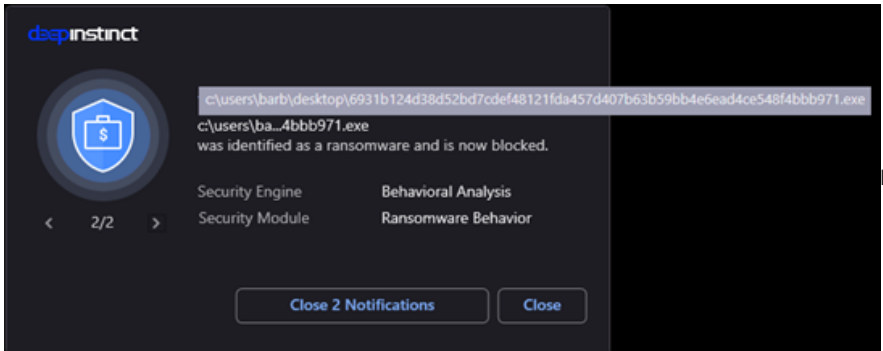 deepinstinct
c:\users\barb\desktop\6931b124d38d52bd7cdef48121fda457d407b63b59bb4e6ead4ce548f4bbb971.exe
c:\users\ba...4bbb971.exe
was identified as a ransomware and is now blocked.
Security Engine Behavioral Analysis
Security Module Ransomware Behavior
< 2/2 >
Close 2 Notifications Close